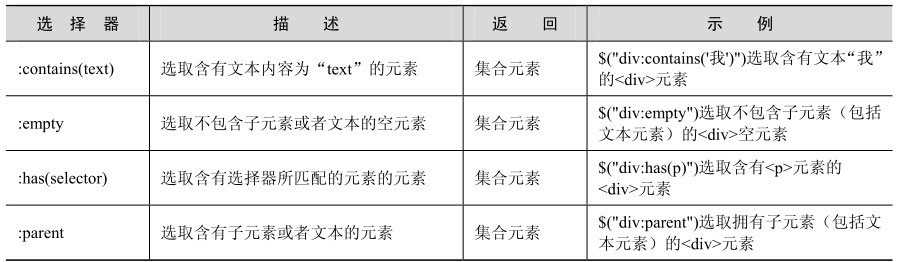 选 择 器 描 述 返 回 示 例
:contains(text) 选取含有文本内容为“text”的元素 集合元素 $("div:contains('我')")选取含有文本“我”
的<div>元素
:empty 选取不包含子元素或者文本的空元素 集合元素 $("div:empty")选取不包含子元素（包括
文本元素）的<div>空元素
:has(selector) 选取含有选择器所匹配的元素的元素 集合元素 $("div:has(p)")选取含有<p>元素的
<div>元素
:parent 选取含有子元素或者文本的元素 集合元素 $("div:parent")选取拥有子元素（包括文
本元素）的<div>元素